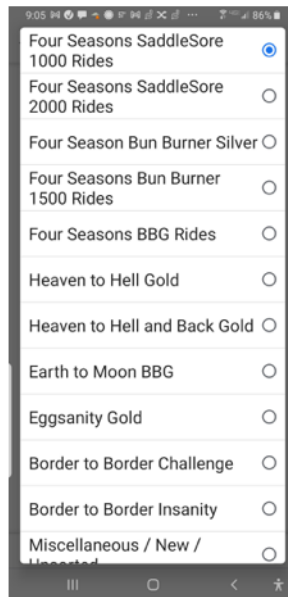 9:05
86%
Four Seasons SaddleSore
1000 Rides
Four Seasons SaddleSore
2000 Rides
Four Season Bun Burner Silver
Four Seasons Bun Burner
1500 Rides
Four Seasons BBG Rides
Heaven to Hell Gold
Heaven to Hell and Back Gold
Earth to Moon BBG
Eggsanity Gold
Border to Border Challenge
Border to Border Insanity
Miscellaneous / New /